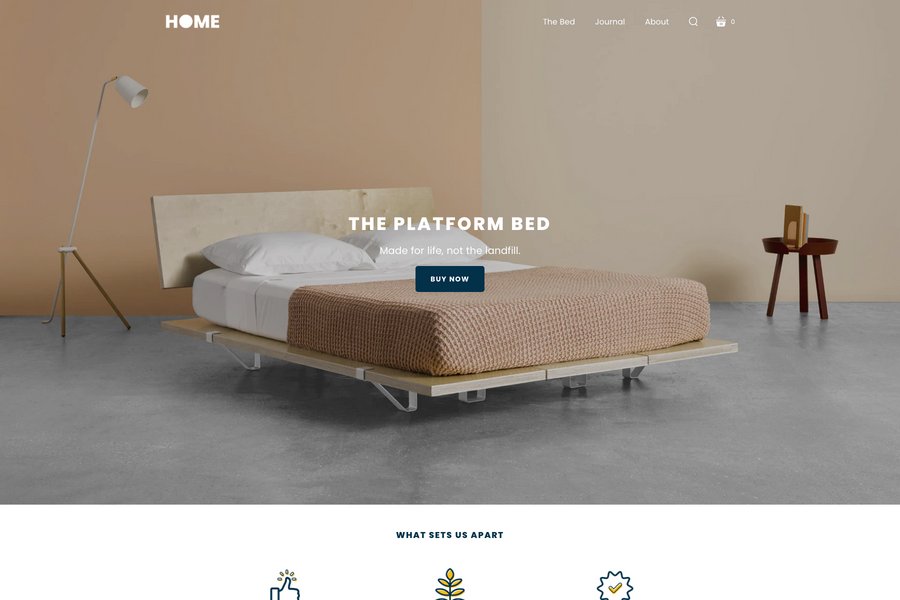 HOME
The Bed
Journal
About
0
THE PLATFORM BED
Made for life, not the landfill.
BUY NOW
WHAT SETS US APART